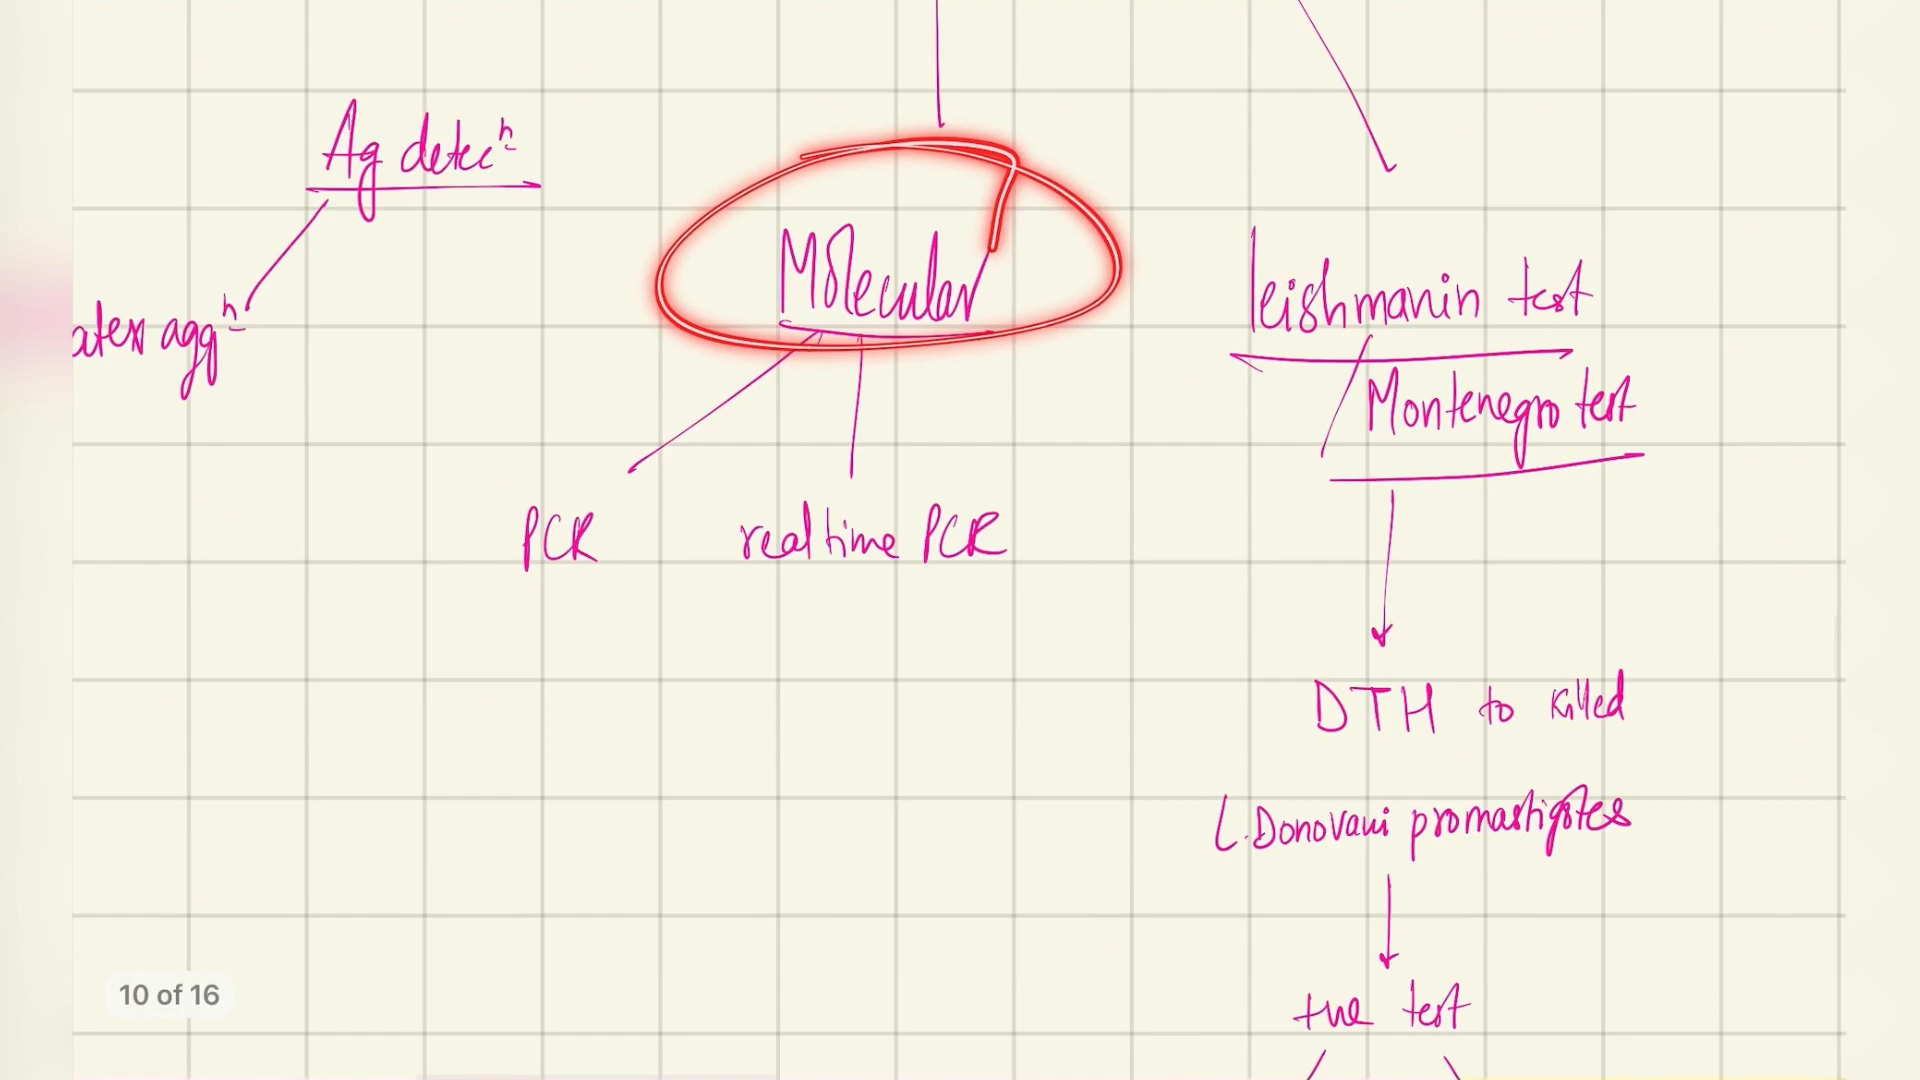 Ag detecⁿ
atex aggⁿ
Molecular
PCR
real time PCR
leishmanin test
Montenegro test
DTH to killed
L.Donovani promastigotes
+ve test
10 of 16